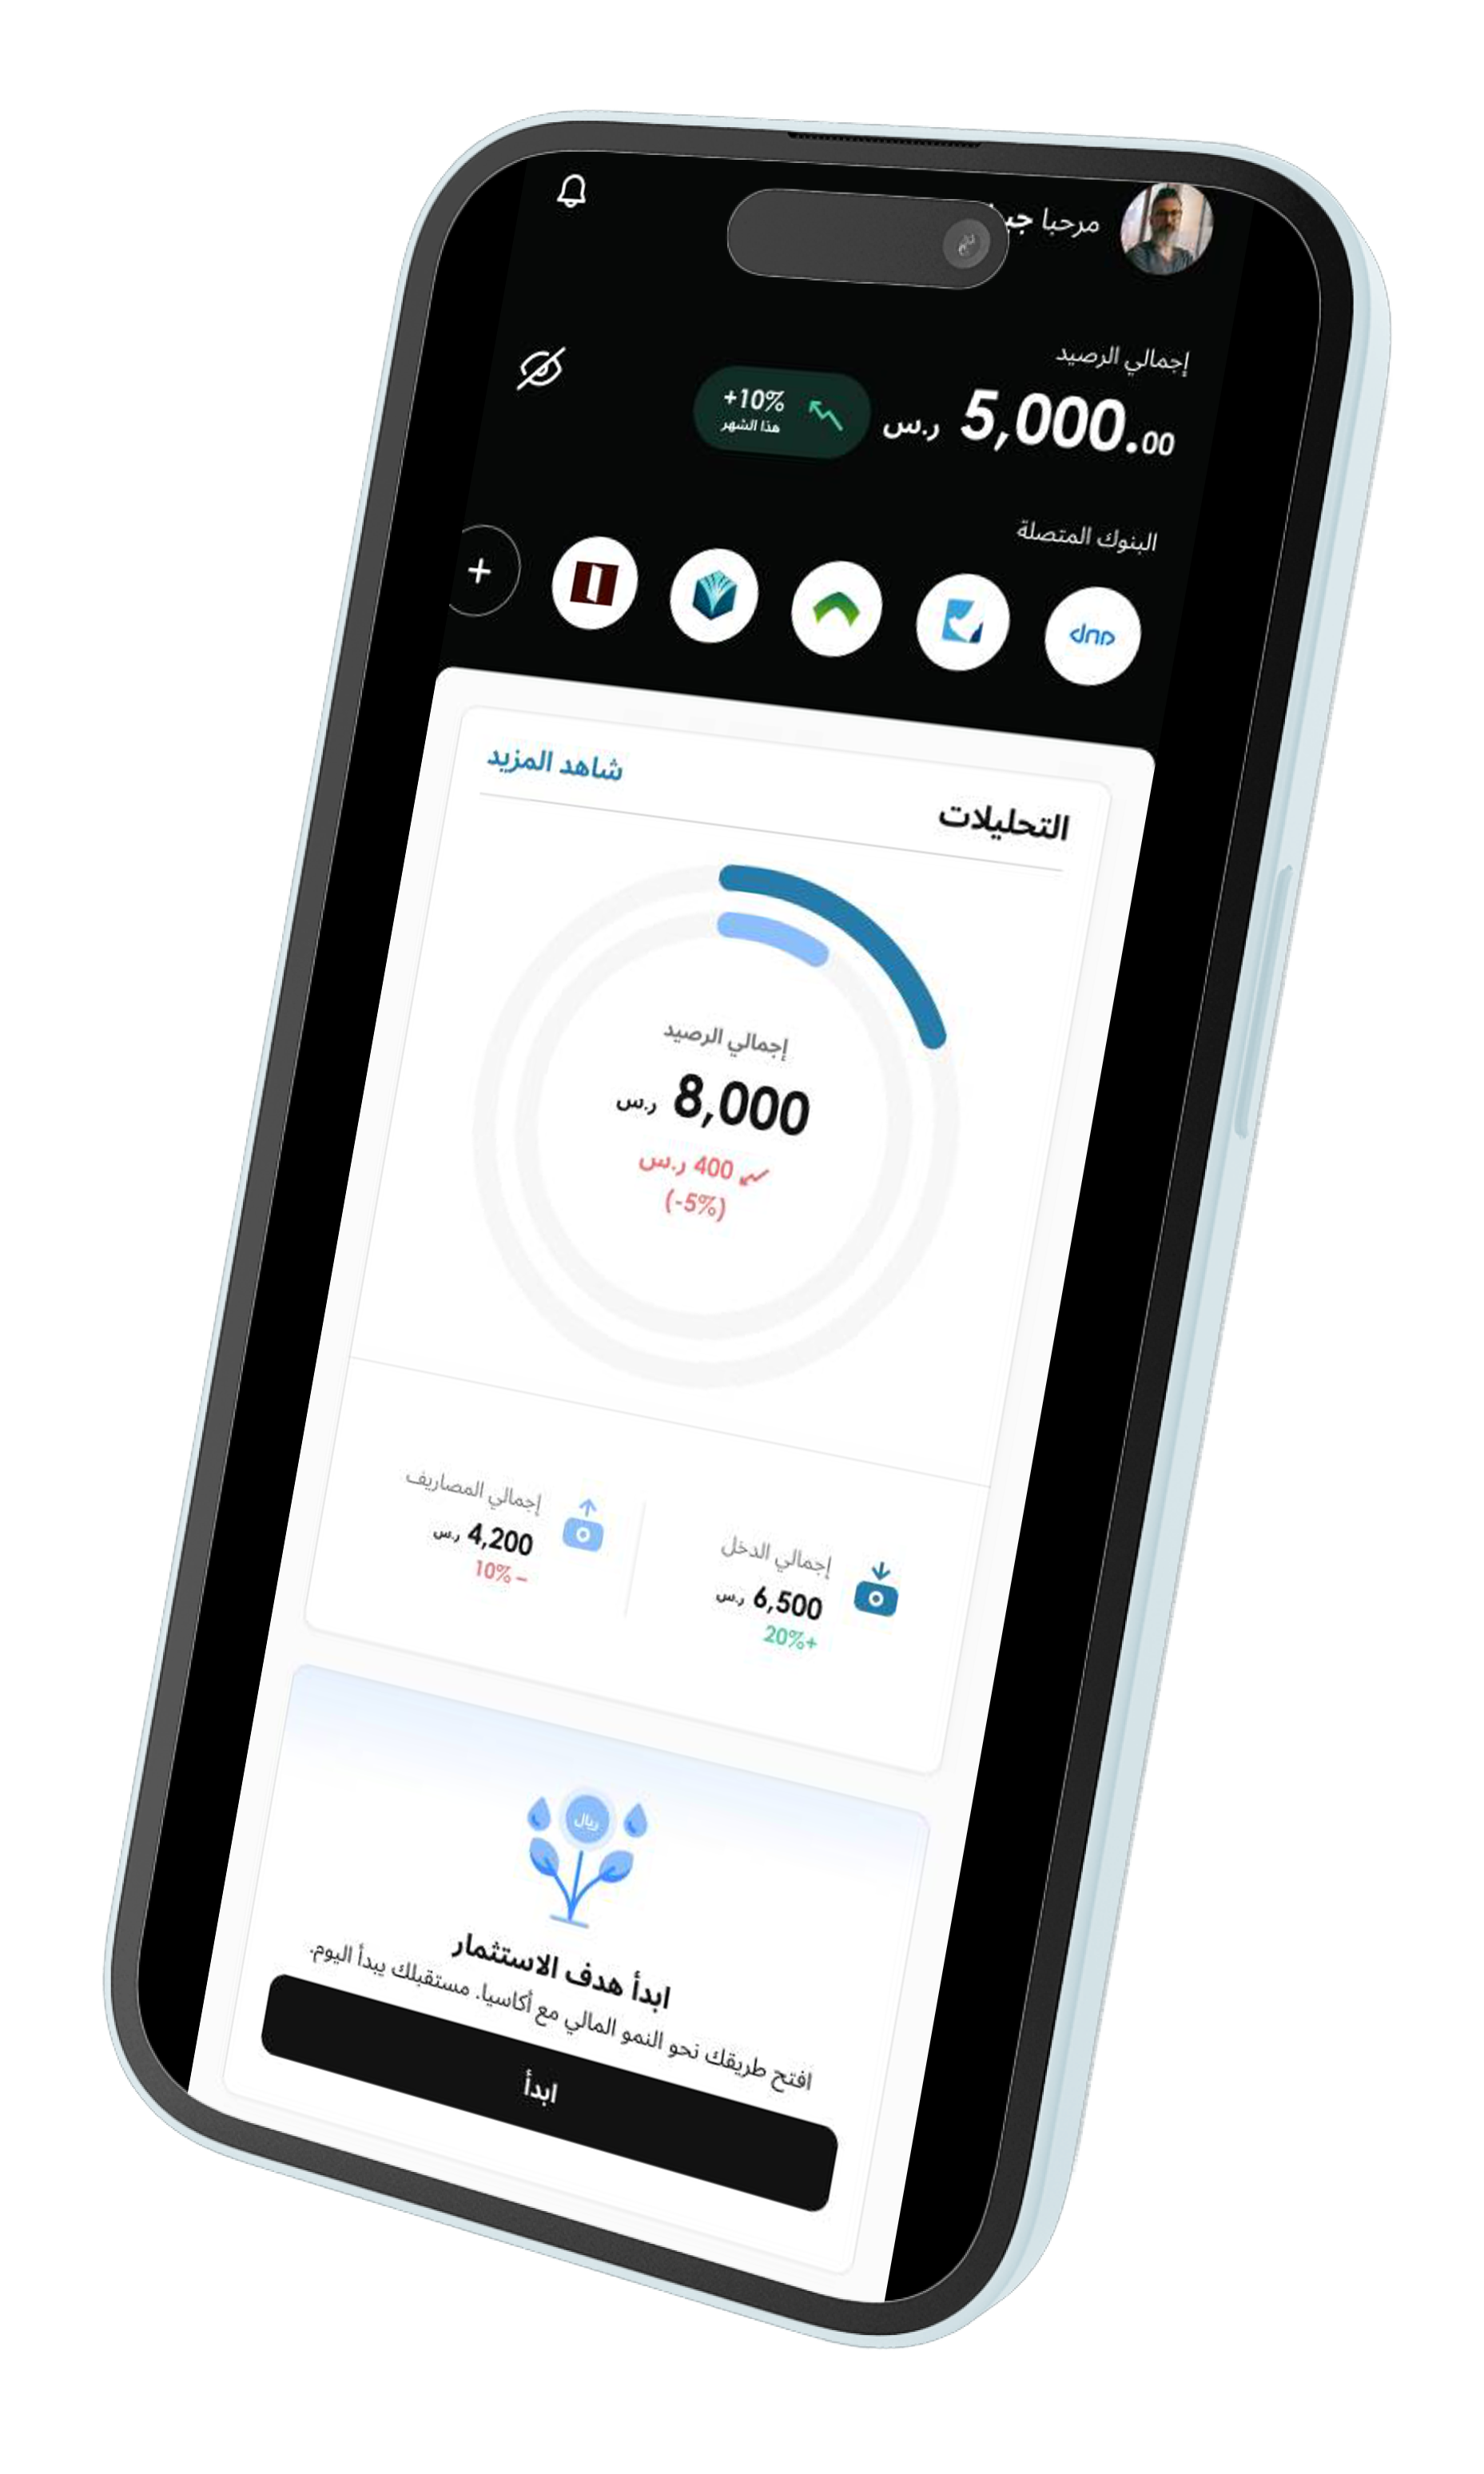 مرحبا
إجمالي الرصيد
5,000.00 ر.س
+10%
هذا الشهر
البنوك المتصلة
التحليلات
شاهد المزيد
إجمالي الرصيد
8,000 ر.س
400 ر.س
(-5%)
إجمالي الدخل
6,500 ر.س
20%+
إجمالي المصاريف
4,200 ر.س
10% –
ريال
ابدأ هدف الاستثمار
افتح طريقك نحو النمو المالي مع أكاسيا. مستقبلك يبدأ اليوم.
ابدأ